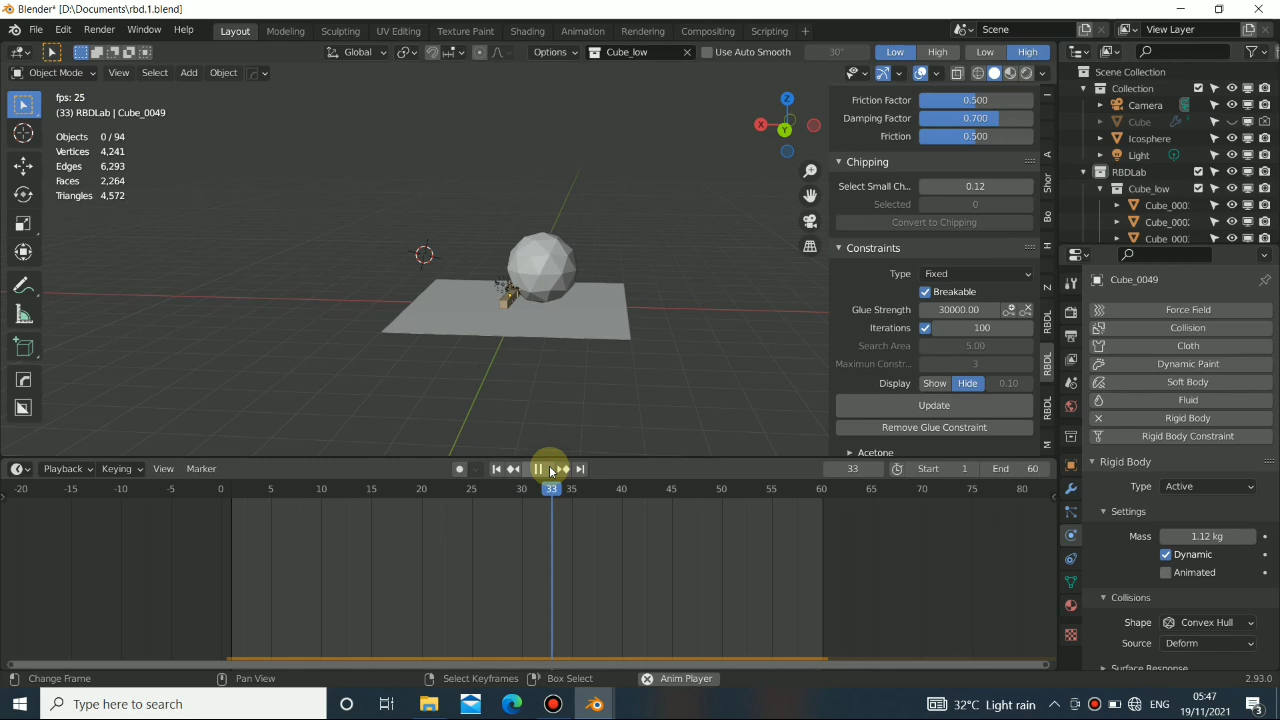 Blender* [D:\Documents\rbd.1.blend]
File Edit Render Window Help Layout Modeling Sculpting UV Editing Texture Paint Shading Animation Rendering Compositing Scripting + Scene View Layer
Global Options Cube_low Use Auto Smooth 30° Low High Low High
Object Mode View Select Add Object
fps: 25
(33) RBDLab | Cube_0049
Objects 0 / 94
Vertices 4,241
Edges 6,293
Faces 2,264
Triangles 4,572
X
Y
Z
Friction Factor 0.500
Damping Factor 0.700
Friction 0.500
Chipping
Select Small Ch... 0.12
Selected 0
Convert to Chipping
Constraints
Type Fixed
Breakable
Glue Strength 30000.00
Iterations 100
Search Area 5.00
Maximun Constr... 3
Display Show Hide 0.10
Update
Remove Glue Constraint
Acetone
I
A
Shor
Bo
H
Z
RBDL
RBDL
RBDL
M
Scene Collection
Collection
Camera
Cube
Icosphere
Light
RBDLab
Cube_low
Cube_000
Cube_000
Cube_000
Cube_0049
Force Field
Collision
Cloth
Dynamic Paint
Soft Body
Fluid
Rigid Body
Rigid Body Constraint
Rigid Body
Type Active
Settings
Mass 1.12 kg
Dynamic
Animated
Collisions
Shape Convex Hull
Source Deform
Surface Response
Playback Keying View Marker 33 Start 1 End 60
-20 -15 -10 -5 0 5 10 15 20 25 30 33 35 40 45 50 55 60 65 70 75 80
Change Frame Pan View Select Keyframes Box Select Anim Player 2.93.0
Type here to search 32°C Light rain ENG 05:47
19/11/2021 3